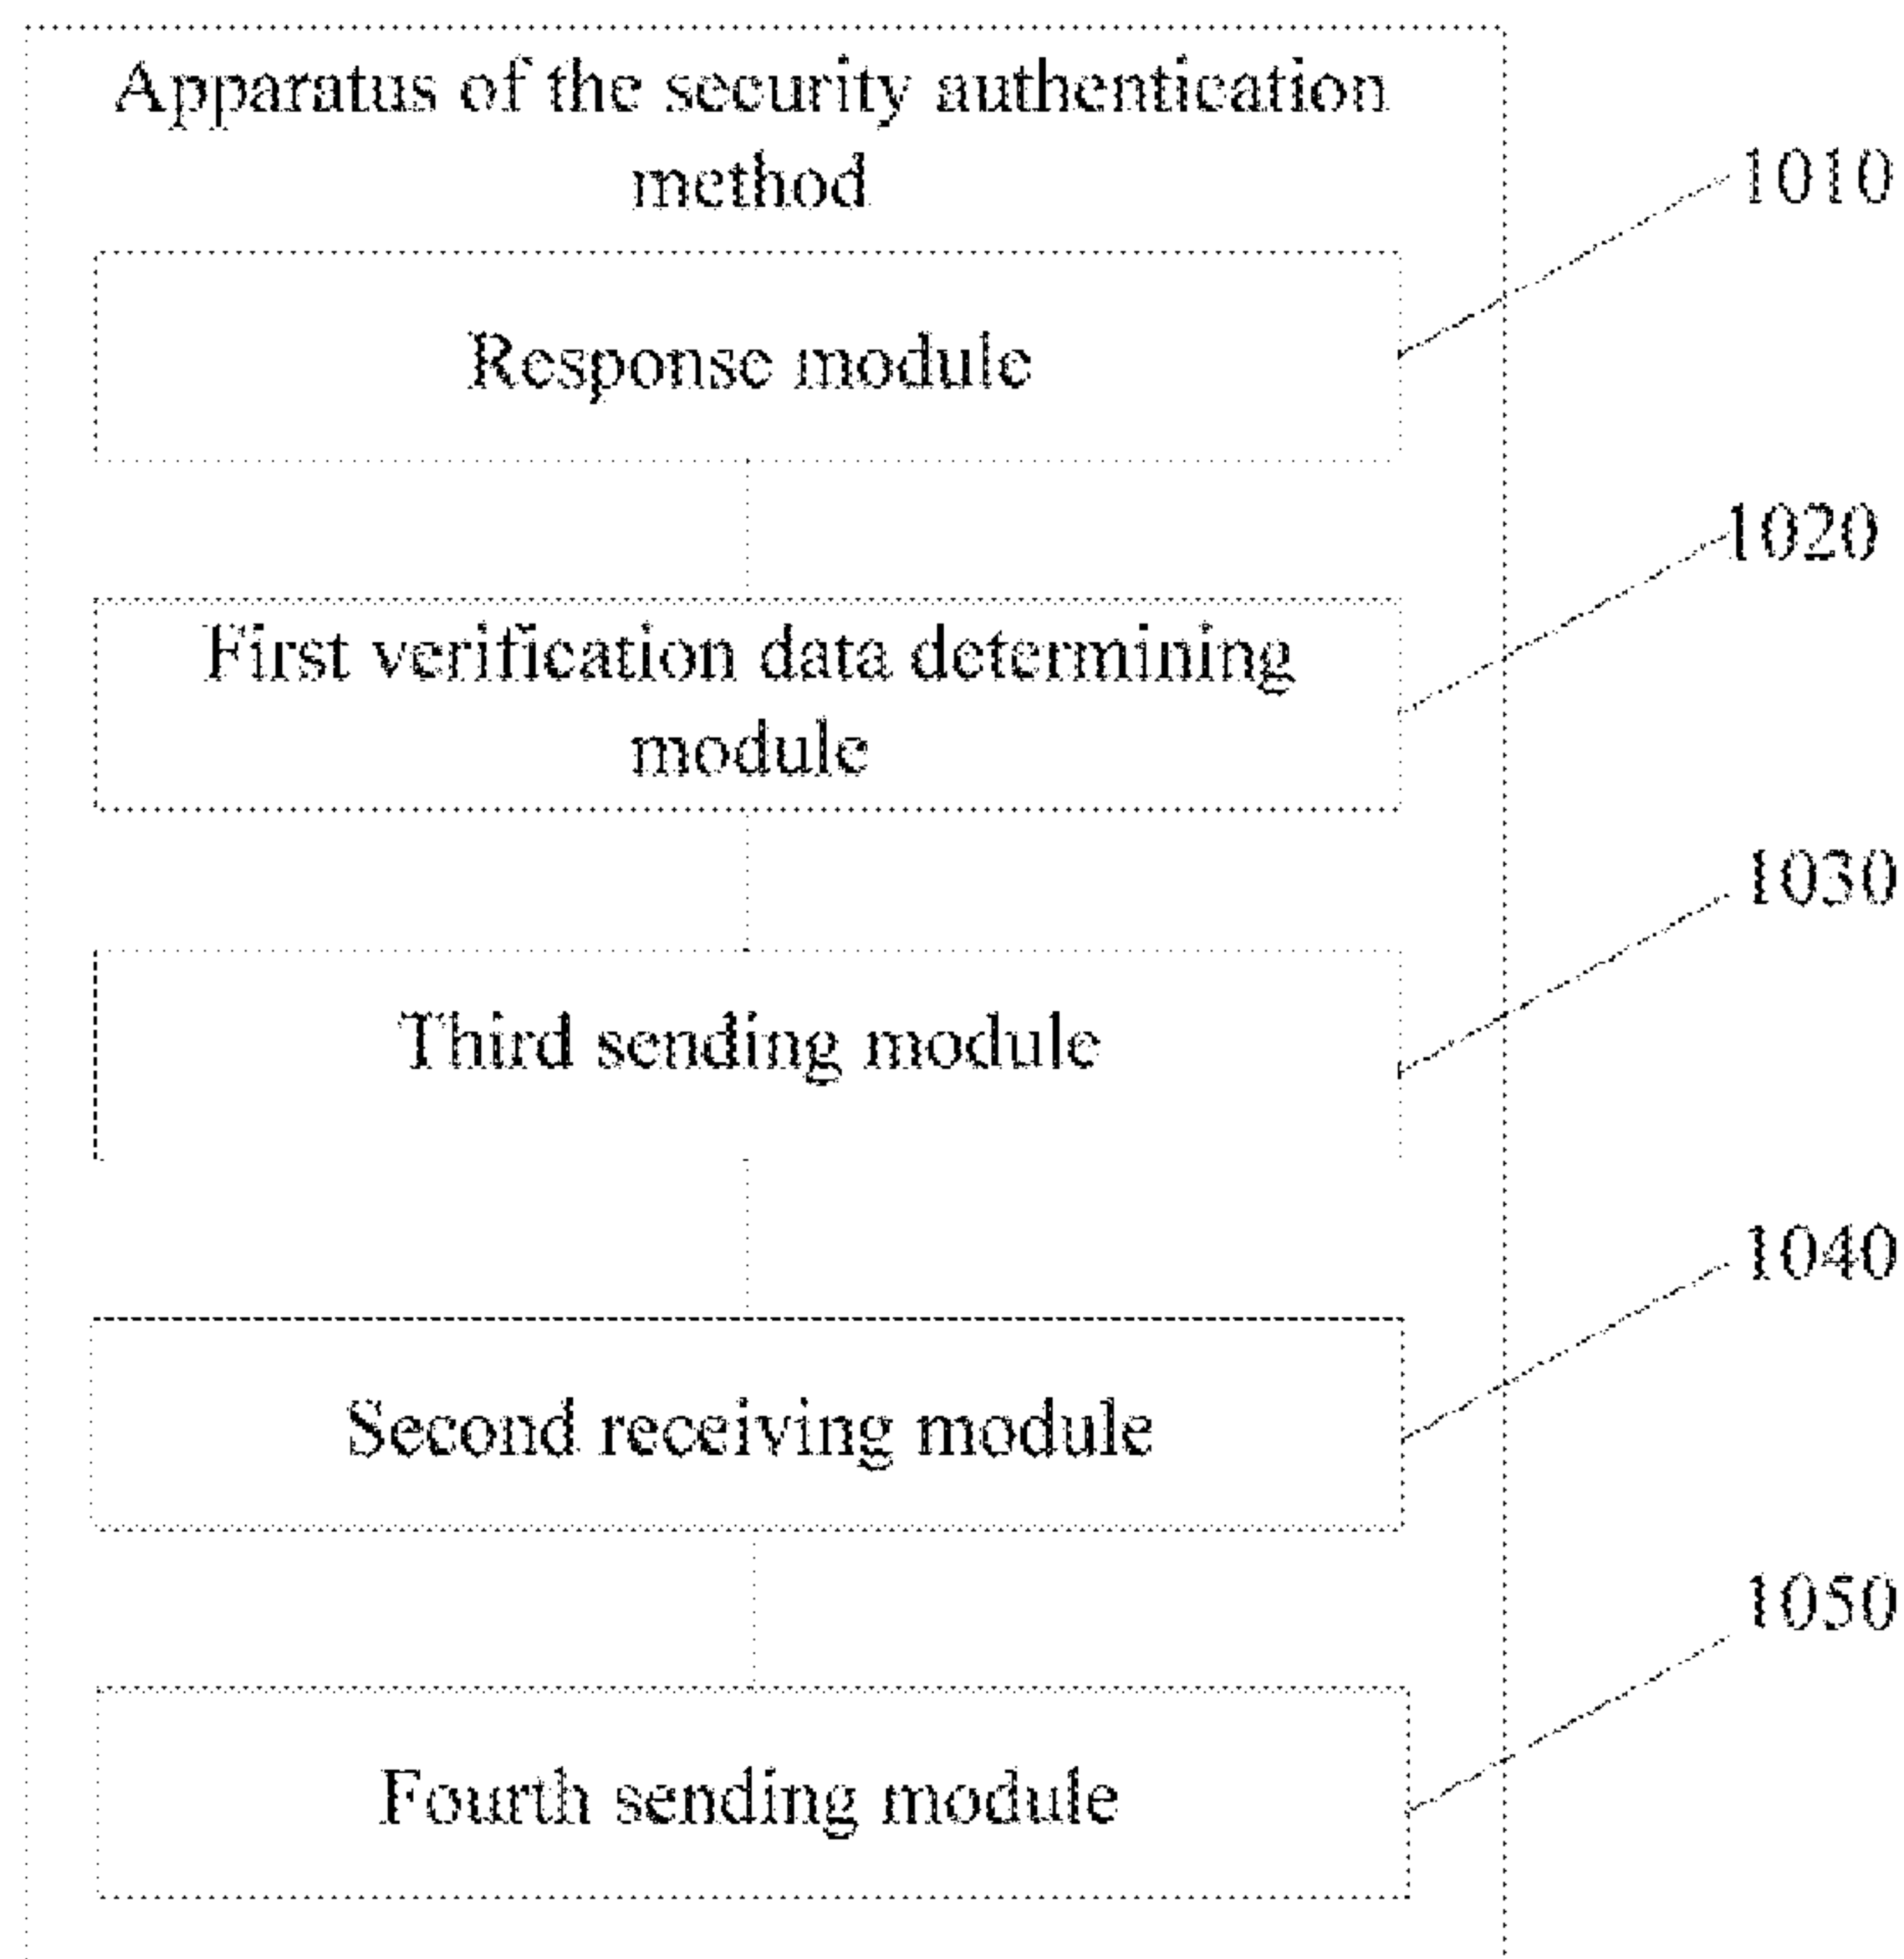 Apparatus of the security authentication
method
1010
Response module
1020
First verification data determining
module
1030
Third sending module
1040
Second receiving module
1050
Fourth sending module